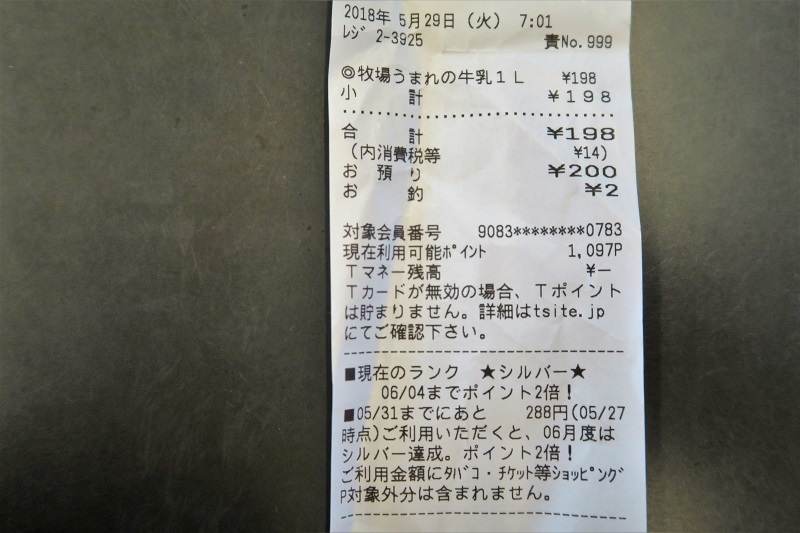 2018年 5月29日（火） 7:01
ﾚｼﾞ 2-3925 責No.999
◎牧場うまれの牛乳１Ｌ ¥198
小 計 ¥198
合 計 ¥198
（内消費税等 ¥14）
お 預 り ¥200
お 釣 ¥2
対象会員番号 9083********0783
現在利用可能ﾎﾟｲﾝﾄ 1,097P
Ｔマネー残高 ¥ー
Ｔカードが無効の場合、Ｔポイント
は貯まりません。詳細はtsite.jp
にてご確認下さい。
■現在のランク ★シルバー★
06/04までポイント2倍！
■05/31までにあと 288円(05/27
時点)ご利用いただくと、06月度は
シルバー達成。ポイント2倍！
ご利用金額にﾀﾊﾞｺ・ﾁｹｯﾄ等ｼｮｯﾋﾟﾝｸﾞ
P対象外分は含まれません。